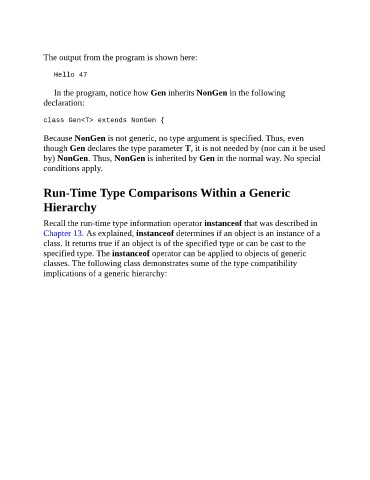 The output from the program is shown here:
Hello 47
In the program, notice how Gen inherits NonGen in the following
declaration:
class Gen<T> extends NonGen {
Because NonGen is not generic, no type argument is specified. Thus, even
though Gen declares the type parameter T, it is not needed by (nor can it be used
by) NonGen. Thus, NonGen is inherited by Gen in the normal way. No special
conditions apply.
Run-Time Type Comparisons Within a Generic
Hierarchy
Recall the run-time type information operator instanceof that was described in
Chapter 13. As explained, instanceof determines if an object is an instance of a
class. It returns true if an object is of the specified type or can be cast to the
specified type. The instanceof operator can be applied to objects of generic
classes. The following class demonstrates some of the type compatibility
implications of a generic hierarchy: